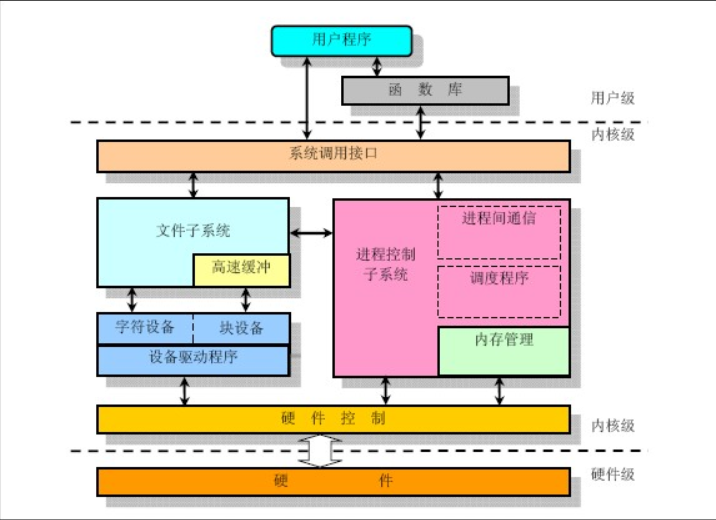 用户程序
函 数 库
用户级
内核级
系统调用接口
文件子系统
高速缓冲
进程控制
子系统
进程间通信
调度程序
内存管理
字符设备
块设备
设备驱动程序
硬 件 控 制
内核级
硬件级
硬 件